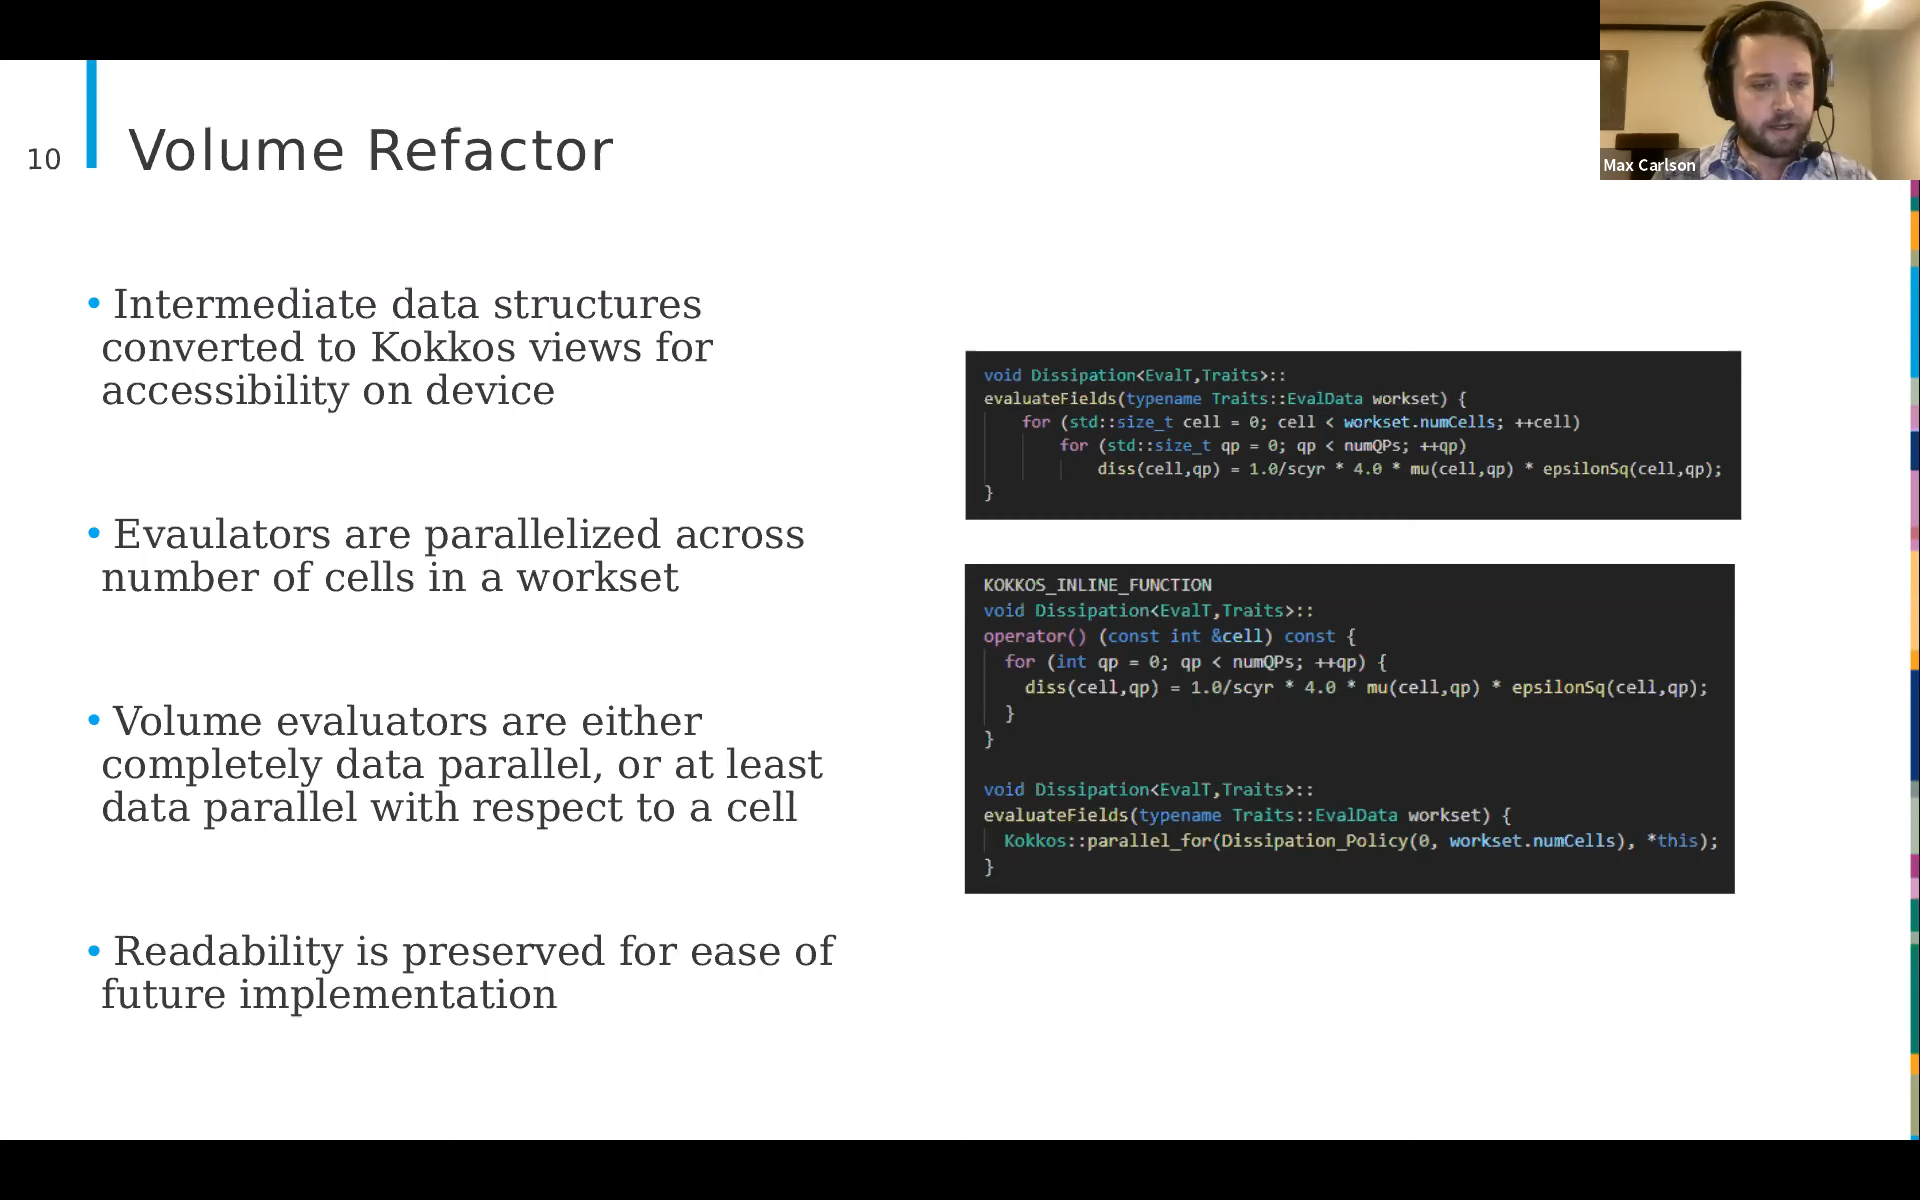 10
Volume Refactor
Max Carlson
• Intermediate data structures
converted to Kokkos views for
accessibility on device
• Evaulators are parallelized across
number of cells in a workset
• Volume evaluators are either
completely data parallel, or at least
data parallel with respect to a cell
• Readability is preserved for ease of
future implementation
void Dissipation<EvalT,Traits>::
evaluateFields(typename Traits::EvalData workset) {
for (std::size_t cell = 0; cell < workset.numCells; ++cell)
for (std::size_t qp = 0; qp < numQPs; ++qp)
diss(cell,qp) = 1.0/scyr * 4.0 * mu(cell,qp) * epsilonSq(cell,qp);
}
KOKKOS_INLINE_FUNCTION
void Dissipation<EvalT,Traits>::
operator() (const int &cell) const {
for (int qp = 0; qp < numQPs; ++qp) {
diss(cell,qp) = 1.0/scyr * 4.0 * mu(cell,qp) * epsilonSq(cell,qp);
}
}
void Dissipation<EvalT,Traits>::
evaluateFields(typename Traits::EvalData workset) {
Kokkos::parallel_for(Dissipation_Policy(0, workset.numCells), *this);
}